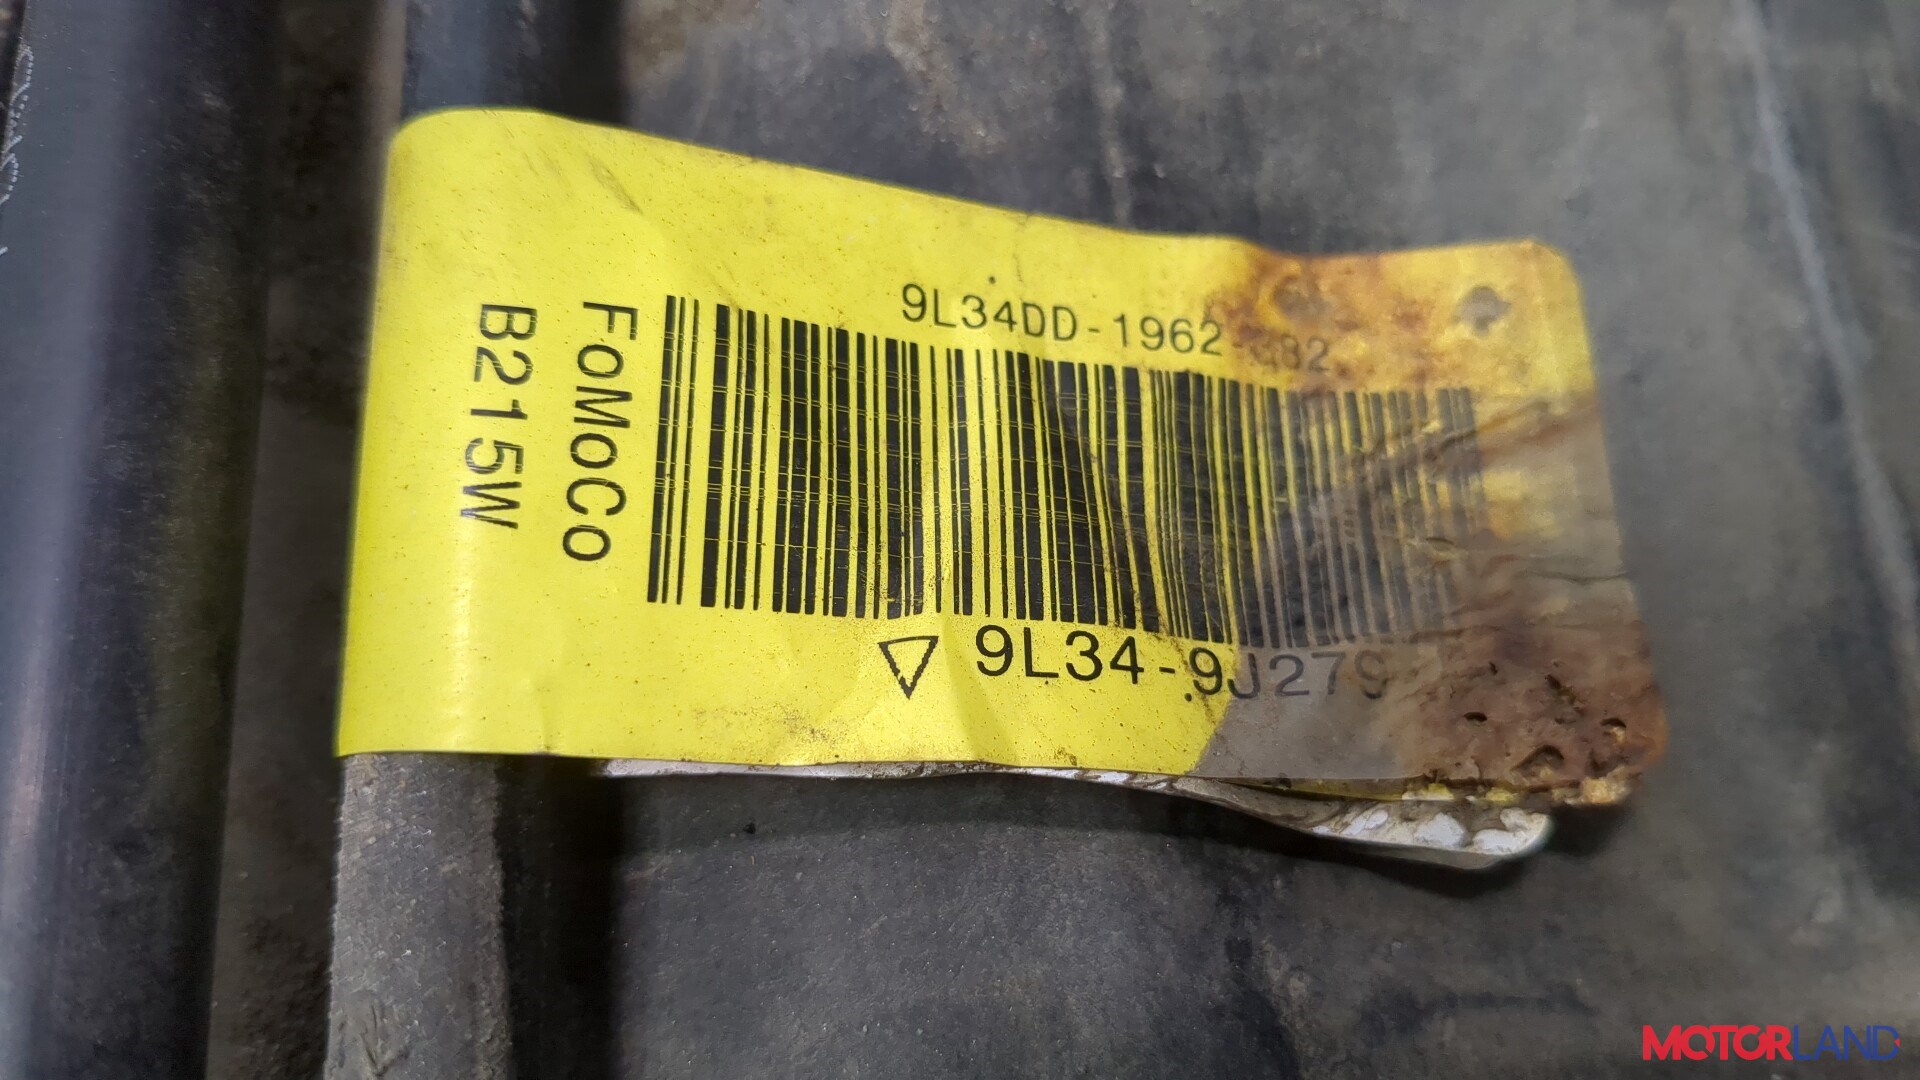 9L34DD-1962
9L34-9J279
FoMoCo
B215W
MOTORLAND